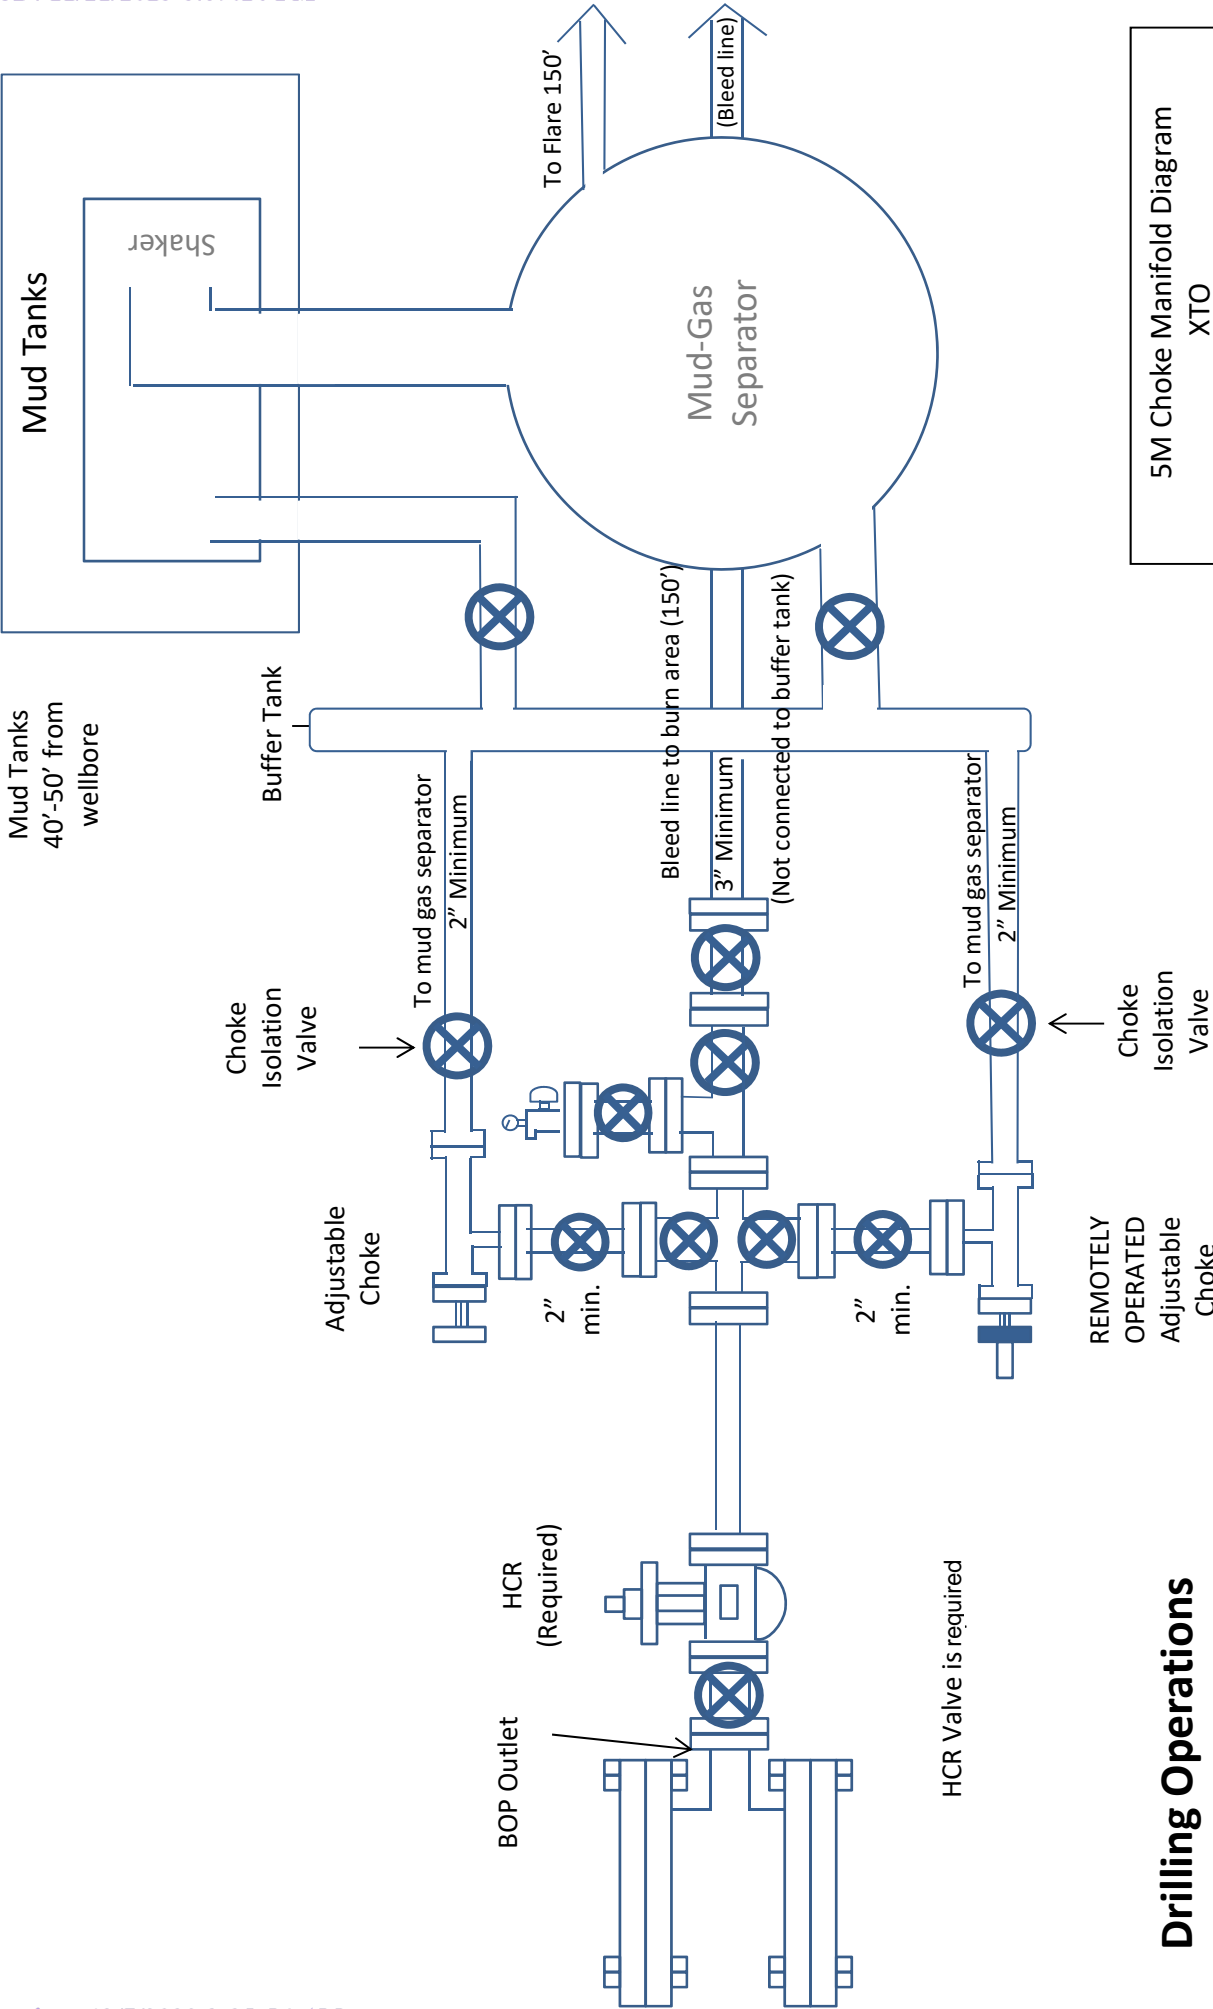 Mud Tanks
40’-50’ from
wellbore
Mud Tanks
Shaker
Buffer Tank
Choke
Isolation
Valve
Adjustable
Choke
To mud gas separator
2” Minimum
To Flare 150’
(Bleed line)
Mud-Gas
Separator
HCR
(Required)
BOP Outlet
2”
min.
Bleed line to burn area (150’)
3” Minimum
(Not connected to buffer tank)
2”
min.
To mud gas separator
2” Minimum
HCR Valve is required
REMOTELY
OPERATED
Adjustable
Choke
Choke
Isolation
Valve
Drilling Operations
5M Choke Manifold Diagram
XTO